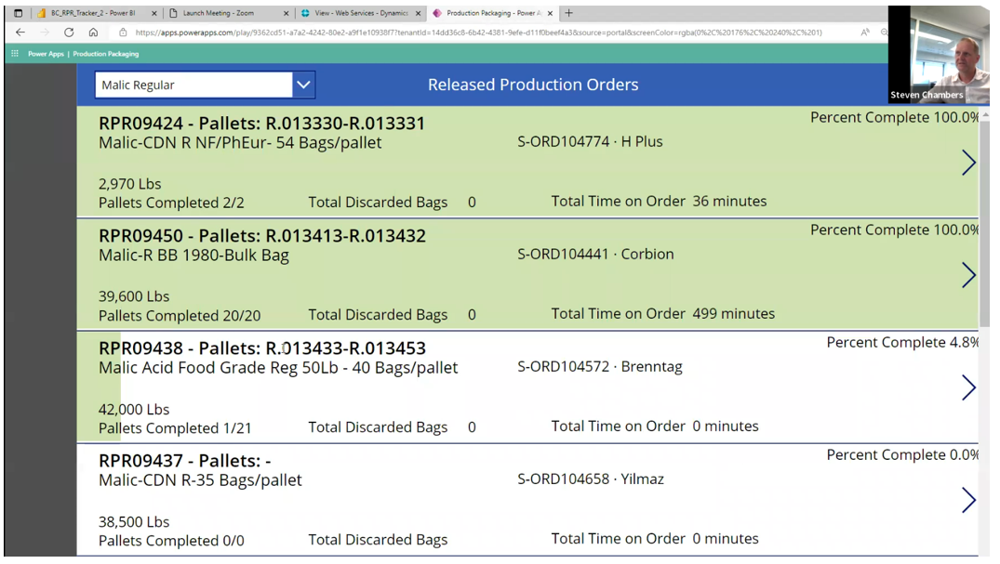 BC_RPR_Tracker_2 - Power BI
Launch Meeting - Zoom
View - Web Services - Dynamics
Production Packaging - Power A
https://apps.powerapps.com/play/9362cd51-a7a2-4242-80e2-a9f1e10938f7?tenantId=14dd36c8-6b42-4381-9efe-d11f0beef4a3&source=portal&screenColor=rgba(0%2C%20176%2C%20240%2C%201)
Power Apps | Production Packaging
Steven Chambers
Malic Regular
Released Production Orders
RPR09424 - Pallets: R.013330-R.013331
Percent Complete 100.0%
Malic-CDN R NF/PhEur- 54 Bags/pallet
S-ORD104774 · H Plus
2,970 Lbs
Pallets Completed 2/2 Total Discarded Bags 0 Total Time on Order 36 minutes
RPR09450 - Pallets: R.013413-R.013432
Percent Complete 100.0%
Malic-R BB 1980-Bulk Bag
S-ORD104441 · Corbion
39,600 Lbs
Pallets Completed 20/20 Total Discarded Bags 0 Total Time on Order 499 minutes
RPR09438 - Pallets: R.013433-R.013453
Percent Complete 4.8%
Malic Acid Food Grade Reg 50Lb - 40 Bags/pallet
S-ORD104572 · Brenntag
42,000 Lbs
Pallets Completed 1/21 Total Discarded Bags 0 Total Time on Order 0 minutes
RPR09437 - Pallets: -
Percent Complete 0.0%
Malic-CDN R-35 Bags/pallet
S-ORD104658 · Yilmaz
38,500 Lbs
Pallets Completed 0/0 Total Discarded Bags Total Time on Order 0 minutes